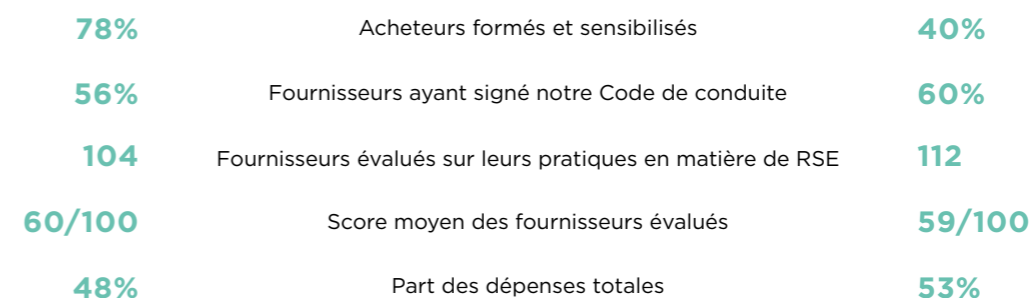 78% Acheteurs formés et sensibilisés 40%
56% Fournisseurs ayant signé notre Code de conduite 60%
104 Fournisseurs évalués sur leurs pratiques en matière de RSE 112
60/100 Score moyen des fournisseurs évalués 59/100
48% Part des dépenses totales 53%